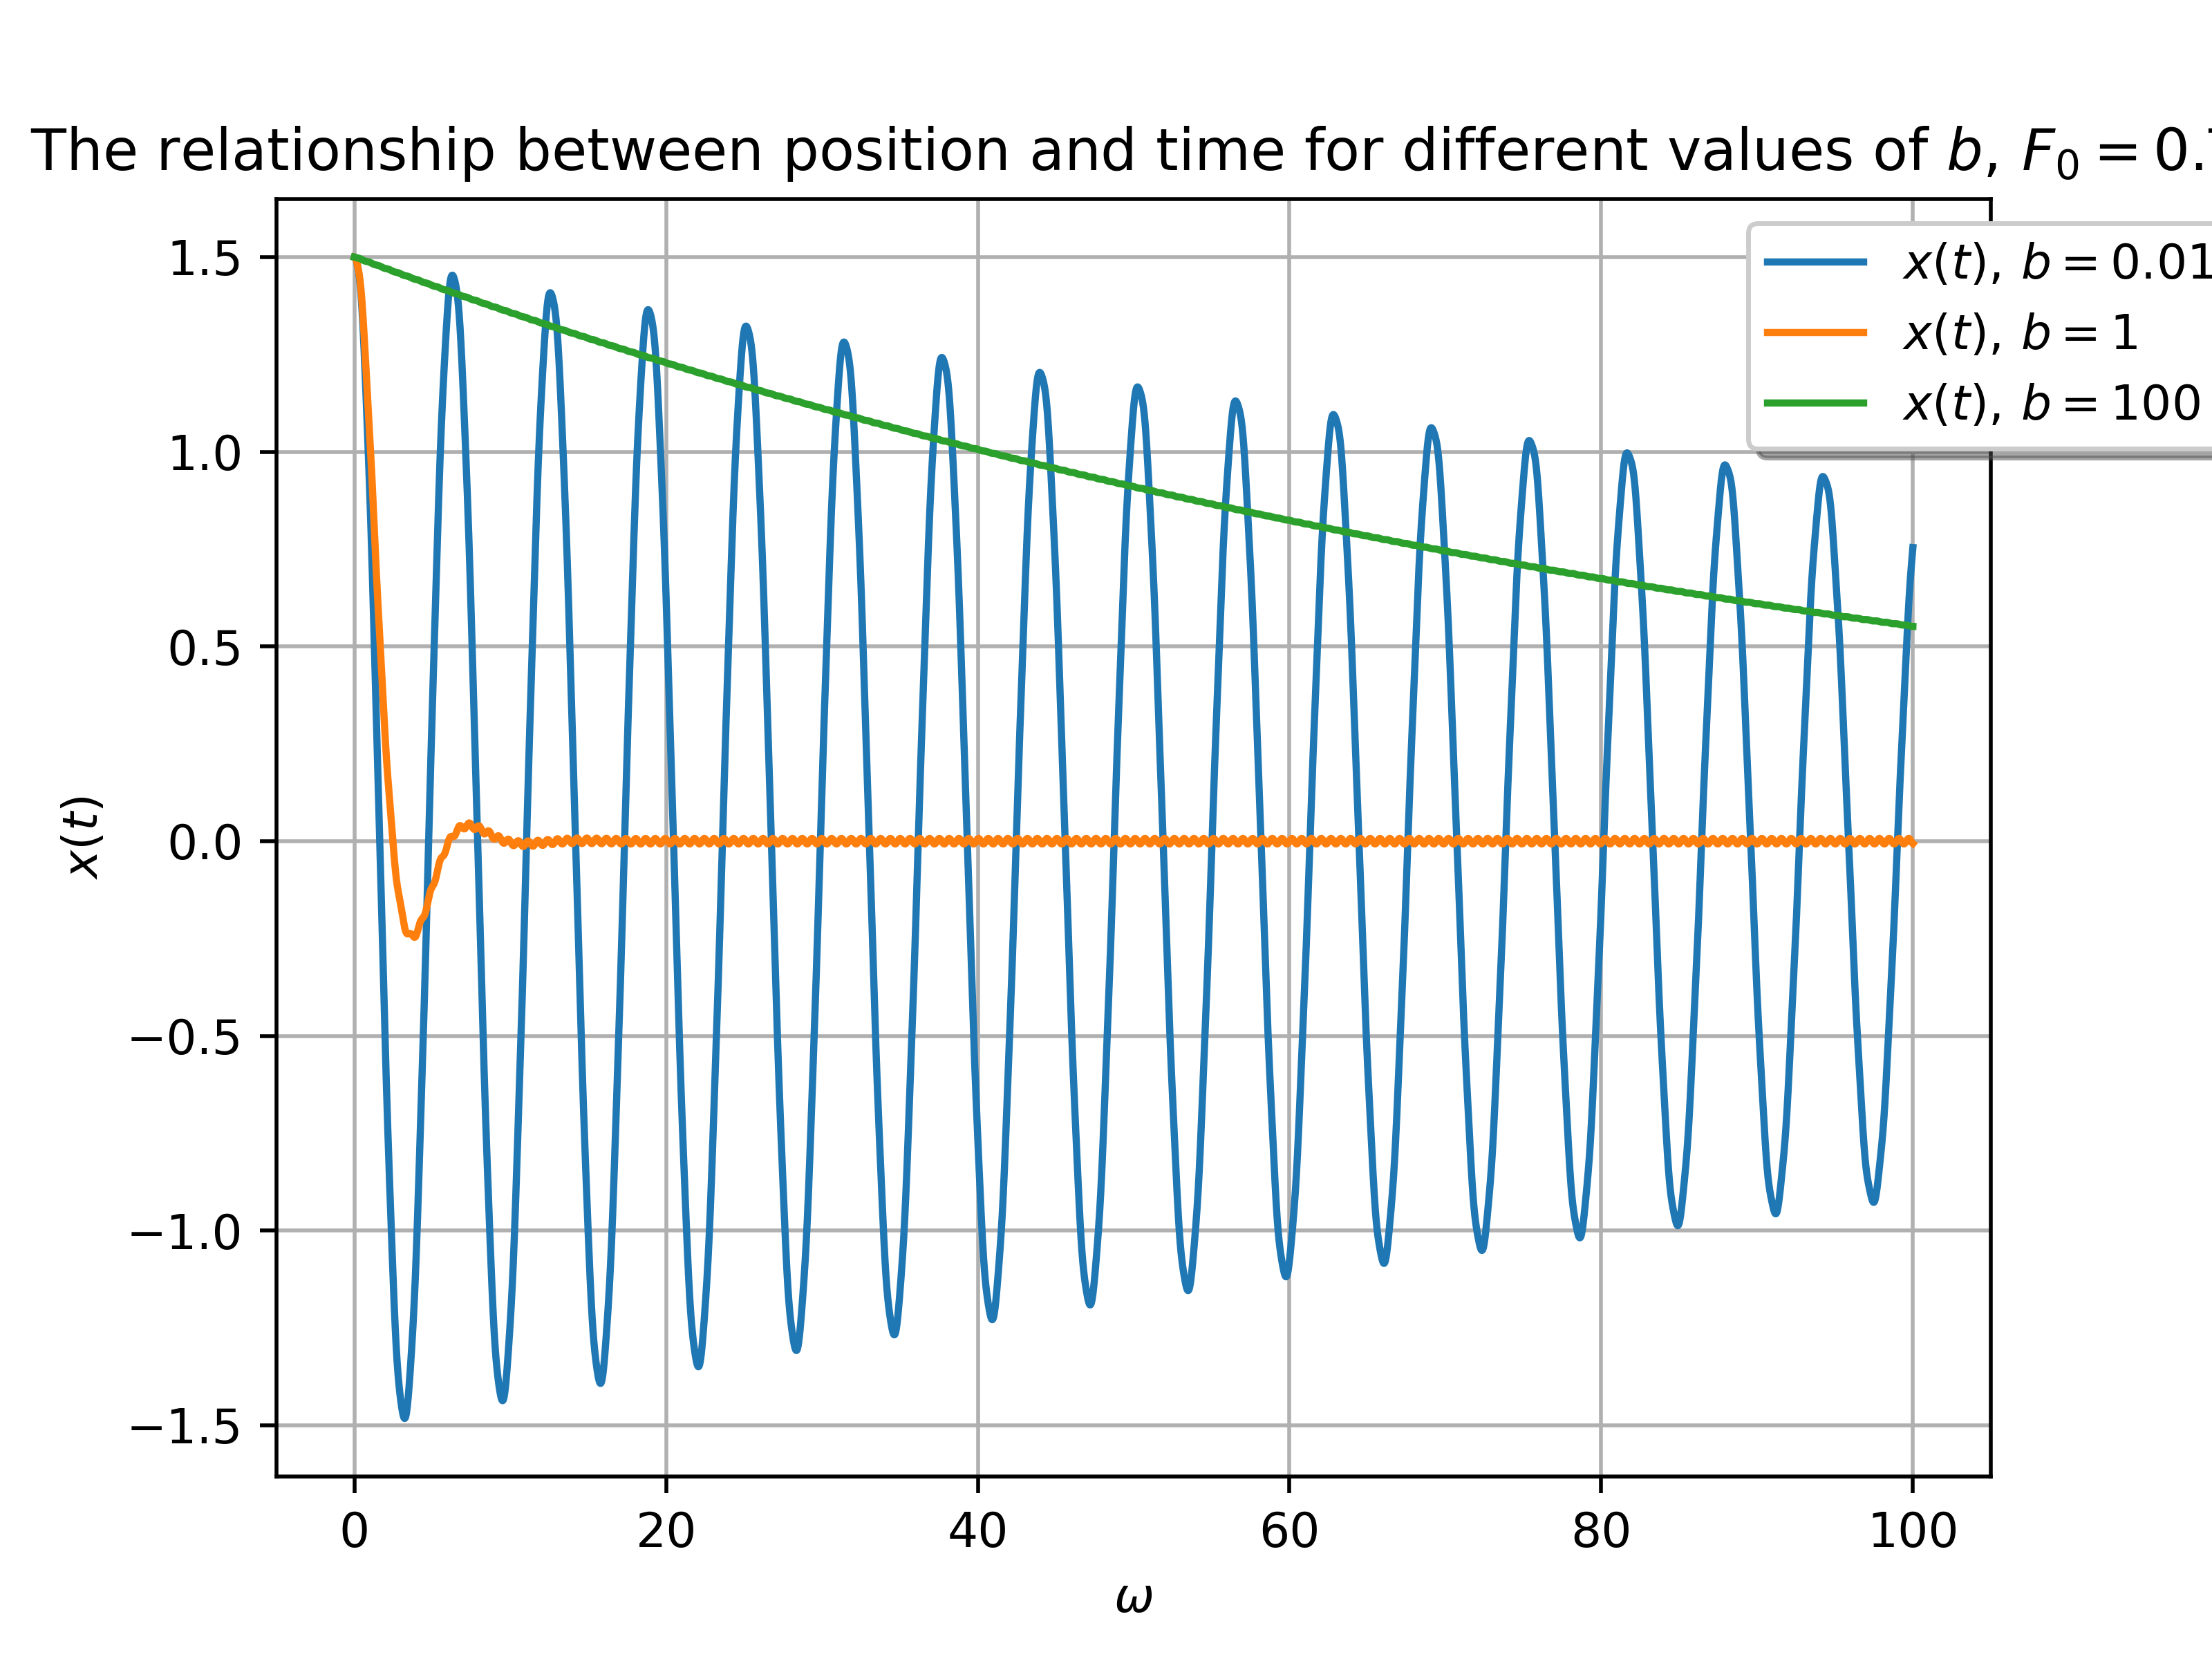 The relationship between position and time for different values of b, F₀ = 0.
x(t), b = 0.01
x(t), b = 1
x(t), b = 100
1.5
1.0
0.5
0.0
−0.5
−1.0
−1.5
x(t)
0 20 40 60 80 100
ω